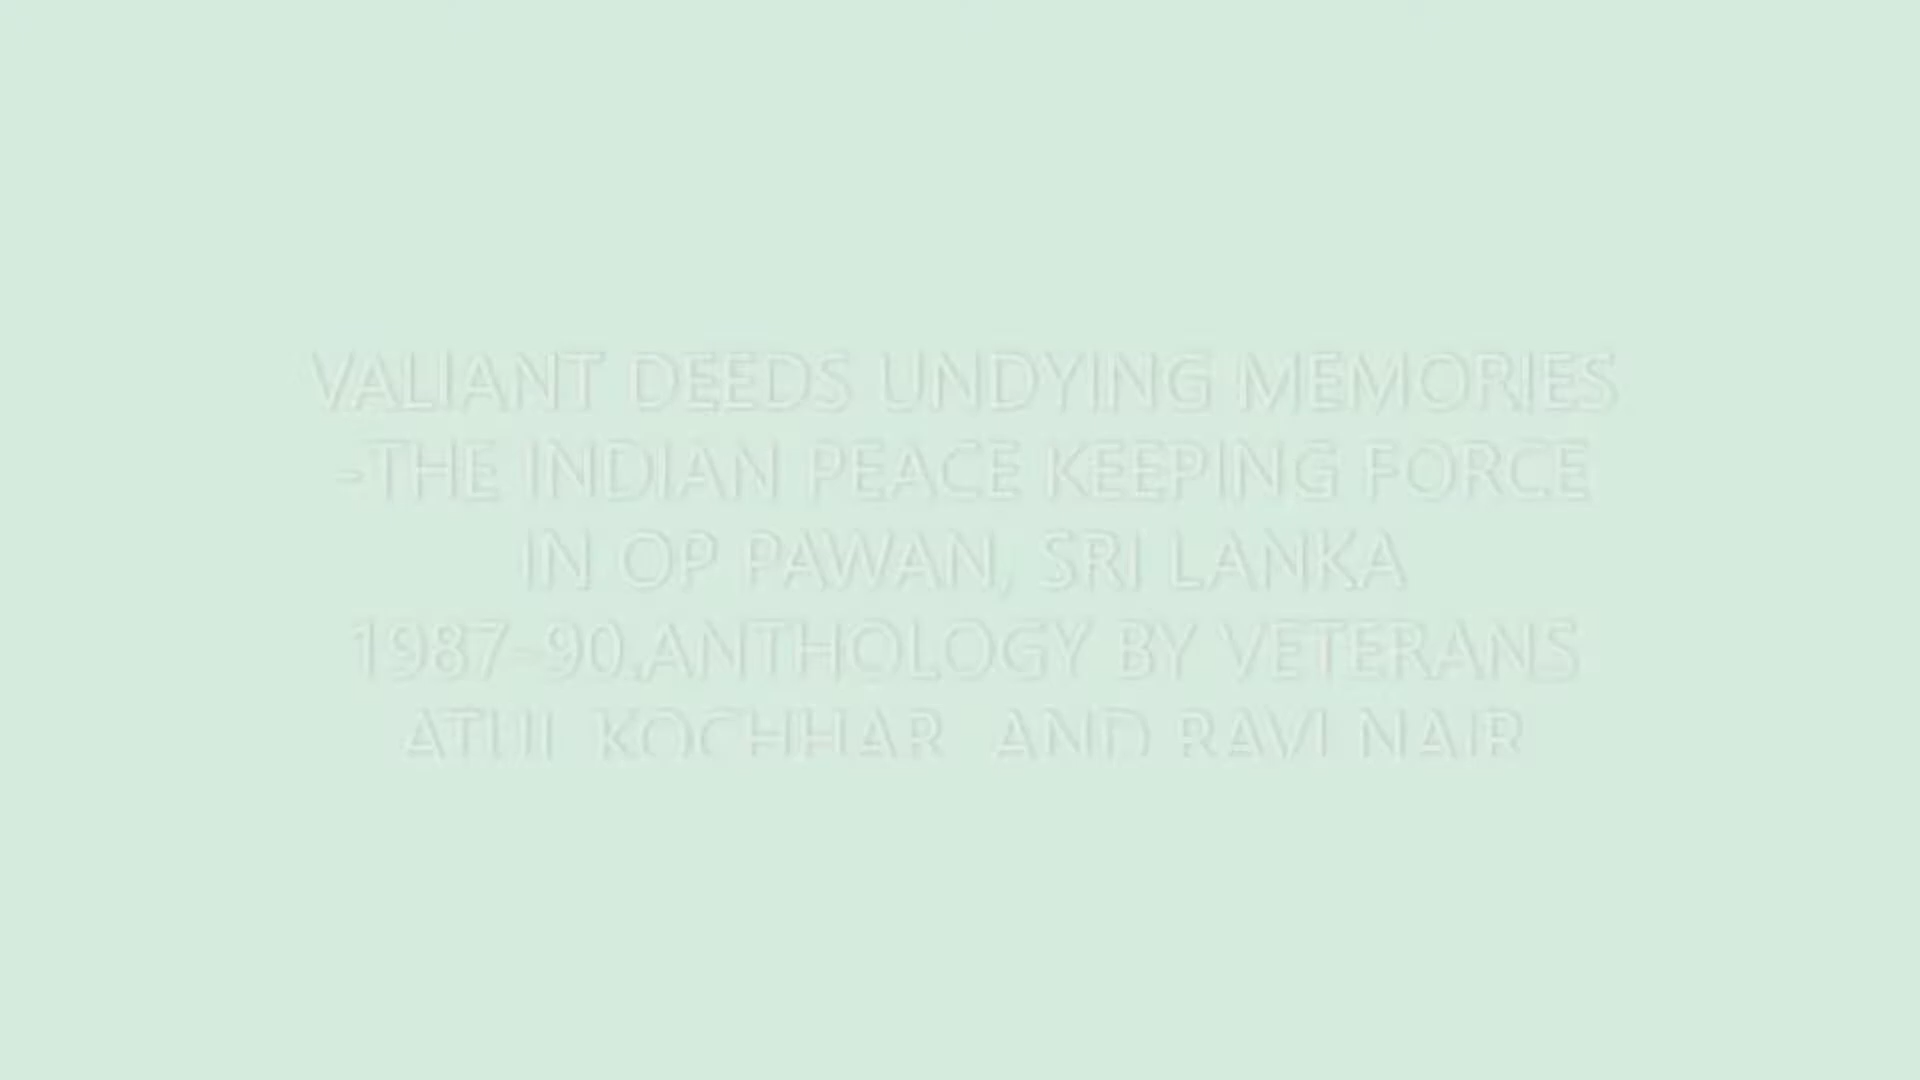 VALIANT DEEDS UNDYING MEMORIES
-THE INDIAN PEACE KEEPING FORCE
IN OP PAWAN, SRI LANKA
1987-90.ANTHOLOGY BY VETERANS
ATUL KOCHHAR AND RAVI NAIR